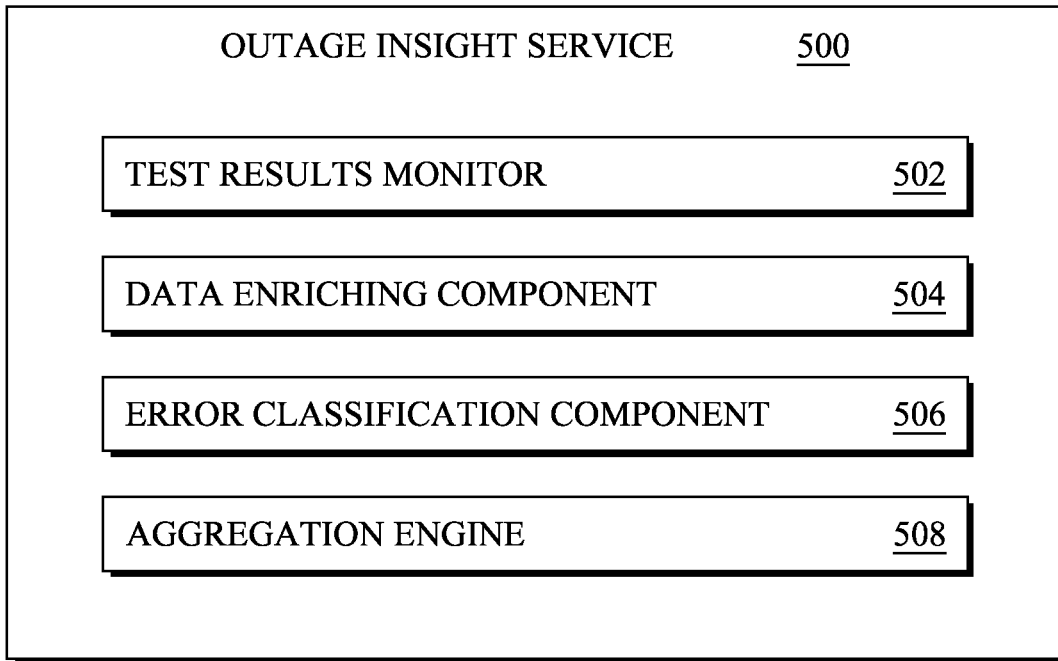 OUTAGE INSIGHT SERVICE 500
TEST RESULTS MONITOR 502
DATA ENRICHING COMPONENT 504
ERROR CLASSIFICATION COMPONENT 506
AGGREGATION ENGINE 508